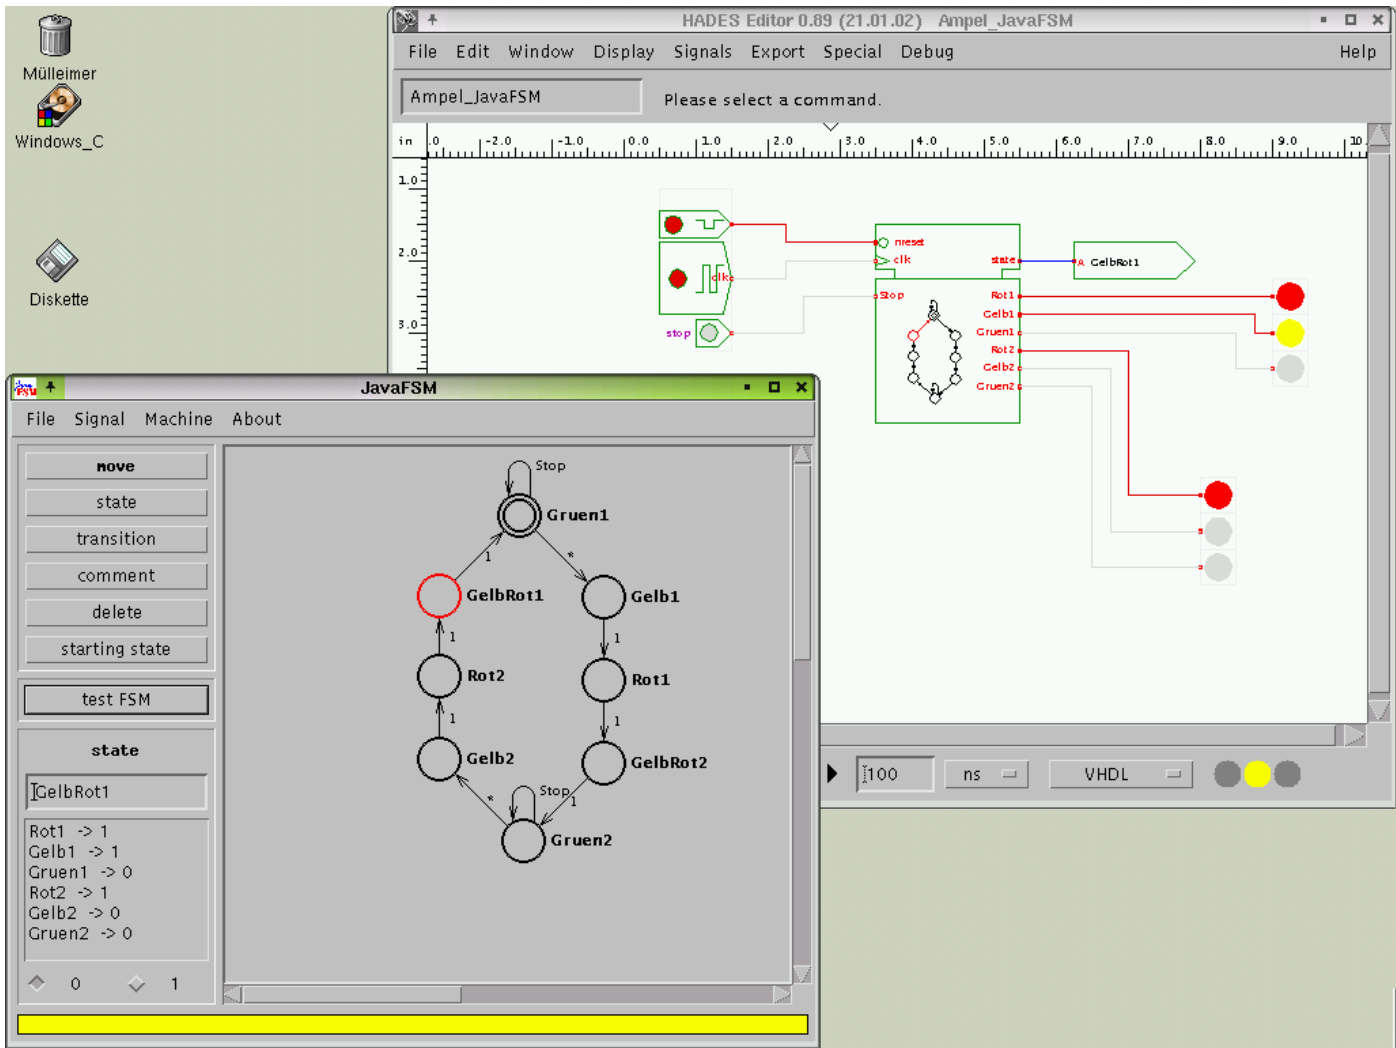 Mülleimer
Windows_C
Diskette
HADES Editor 0.89 (21.01.02) Ampel_JavaFSM
File Edit Window Display Signals Export Special Debug Help
Ampel_JavaFSM Please select a command.
in .0 -2.0 -1.0 0.0 1.0 2.0 3.0 4.0 5.0 6.0 7.0 8.0 9.0 10.
1.0
2.0
3.0
nreset
clk
clk
state
A GelbRot1
Stop
stop
Rot1
Gelb1
Gruen1
Rot2
Gelb2
Gruen2
100 ns VHDL
JavaFSM
File Signal Machine About
move
state
transition
comment
delete
starting state
test FSM
state
GelbRot1
Rot1 -> 1
Gelb1 -> 1
Gruen1 -> 0
Rot2 -> 1
Gelb2 -> 0
Gruen2 -> 0
0 1
Stop
Gruen1
1 *
GelbRot1 Gelb1
1 1
Rot2 Rot1
1 1
Gelb2 GelbRot2
* Stop 1
Gruen2